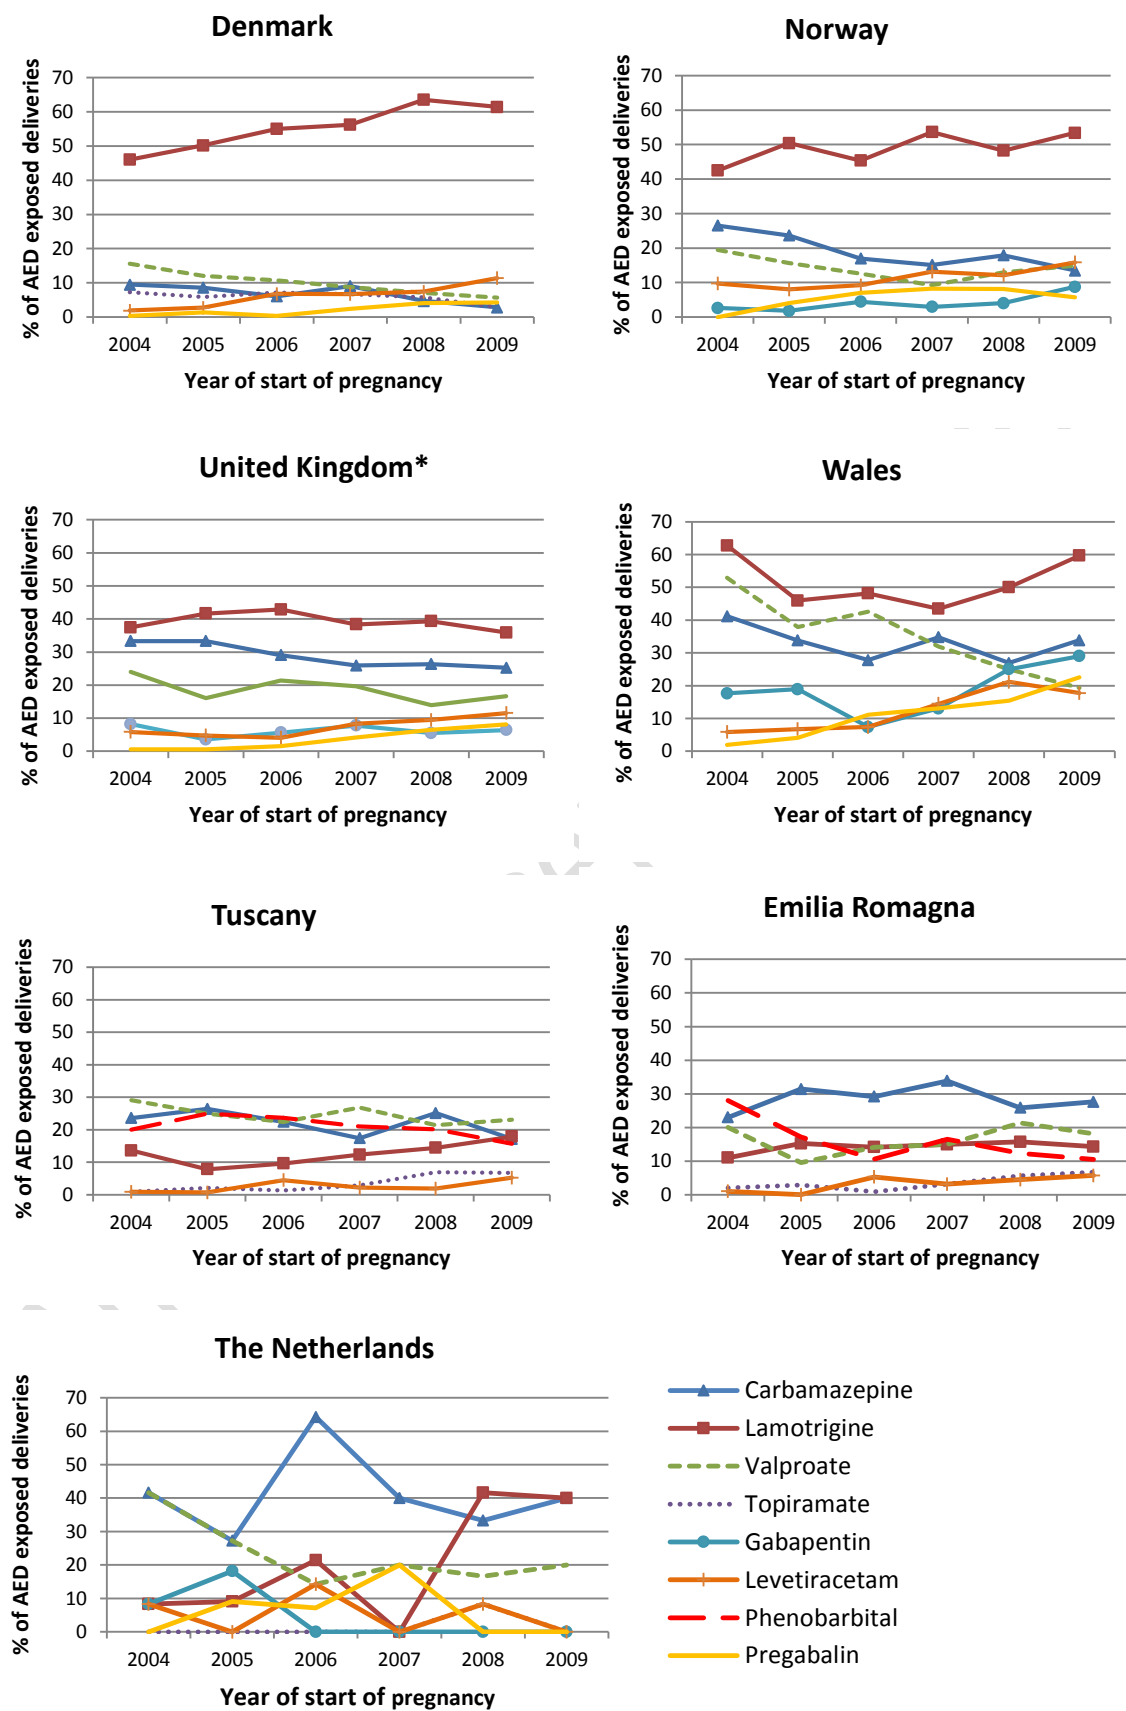 Denmark
% of AED exposed deliveries
70
60
50
40
30
20
10
0
2004 2005 2006 2007 2008 2009
Year of start of pregnancy
Norway
% of AED exposed deliveries
70
60
50
40
30
20
10
0
2004 2005 2006 2007 2008 2009
Year of start of pregnancy
United Kingdom*
% of AED exposed deliveries
70
60
50
40
30
20
10
0
2004 2005 2006 2007 2008 2009
Year of start of pregnancy
Wales
% of AED exposed deliveries
70
60
50
40
30
20
10
0
2004 2005 2006 2007 2008 2009
Year of start of pregnancy
Tuscany
% of AED exposed deliveries
70
60
50
40
30
20
10
0
2004 2005 2006 2007 2008 2009
Year of start of pregnancy
Emilia Romagna
% of AED exposed deliveries
70
60
50
40
30
20
10
0
2004 2005 2006 2007 2008 2009
Year of start of pregnancy
The Netherlands
% of AED exposed deliveries
70
60
50
40
30
20
10
0
2004 2005 2006 2007 2008 2009
Year of start of pregnancy
Carbamazepine
Lamotrigine
Valproate
Topiramate
Gabapentin
Levetiracetam
Phenobarbital
Pregabalin